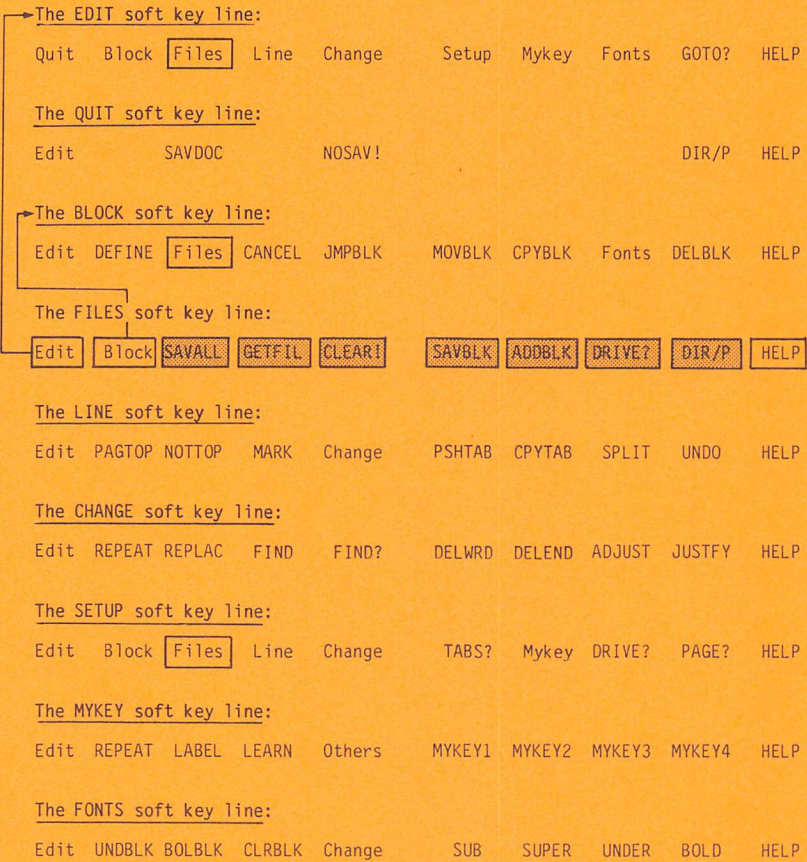 The EDIT soft key line:
Quit Block Files Line Change Setup Mykey Fonts GOTO? HELP
The QUIT soft key line:
Edit SAVDOC NOSAV! DIR/P HELP
The BLOCK soft key line:
Edit DEFINE Files CANCEL JMPBLK MOVBLK CPYBLK Fonts DELBLK HELP
The FILES soft key line:
Edit Block SAVALL GETFIL CLEAR! SAVBLK ADDBLK DRIVE? DIR/P HELP
The LINE soft key line:
Edit PAGTOP NOTTOP MARK Change PSHTAB CPYTAB SPLIT UNDO HELP
The CHANGE soft key line:
Edit REPEAT REPLAC FIND FIND? DELWRD DELEND ADJUST JUSTFY HELP
The SETUP soft key line:
Edit Block Files Line Change TABS? Mykey DRIVE? PAGE? HELP
The MYKEY soft key line:
Edit REPEAT LABEL LEARN Others MYKEY1 MYKEY2 MYKEY3 MYKEY4 HELP
The FONTS soft key line:
Edit UNDBLK BOLBLK CLRBLK Change SUB SUPER UNDER BOLD HELP